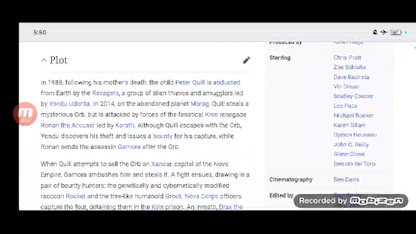 5:50
Plot
In 1988, following his mother's death, the child Peter Quill is abducted
from Earth by the Ravagers, a group of alien thieves and smugglers led
by Yondu Udonta. In 2014, on the abandoned planet Morag, Quill steals a
mysterious Orb, but is attacked by forces of the fanatical Kree renegade
Ronan the Accuser led by Korath. Although Quill escapes with the Orb,
Yondu discovers his theft and issues a bounty for his capture, while
Ronan sends the assassin Gamora after the Orb.
When Quill attempts to sell the Orb on Xandar, capital of the Nova
Empire, Gamora ambushes him and steals it. A fight ensues, drawing in a
pair of bounty hunters: the genetically and cybernetically modified
raccoon Rocket and the tree-like humanoid Groot. Nova Corps officers
capture the four, detaining them in the Kyln prison. An inmate, Drax the
Produced by
Starring
Chris Pratt
Zoe Saldaña
Dave Bautista
Vin Diesel
Bradley Cooper
Lee Pace
Michael Rooker
Karen Gillan
Djimon Hounsou
John C. Reilly
Glenn Close
Benicio del Toro
Cinematography
Ben Davis
Edited by
Recorded by
mobizen